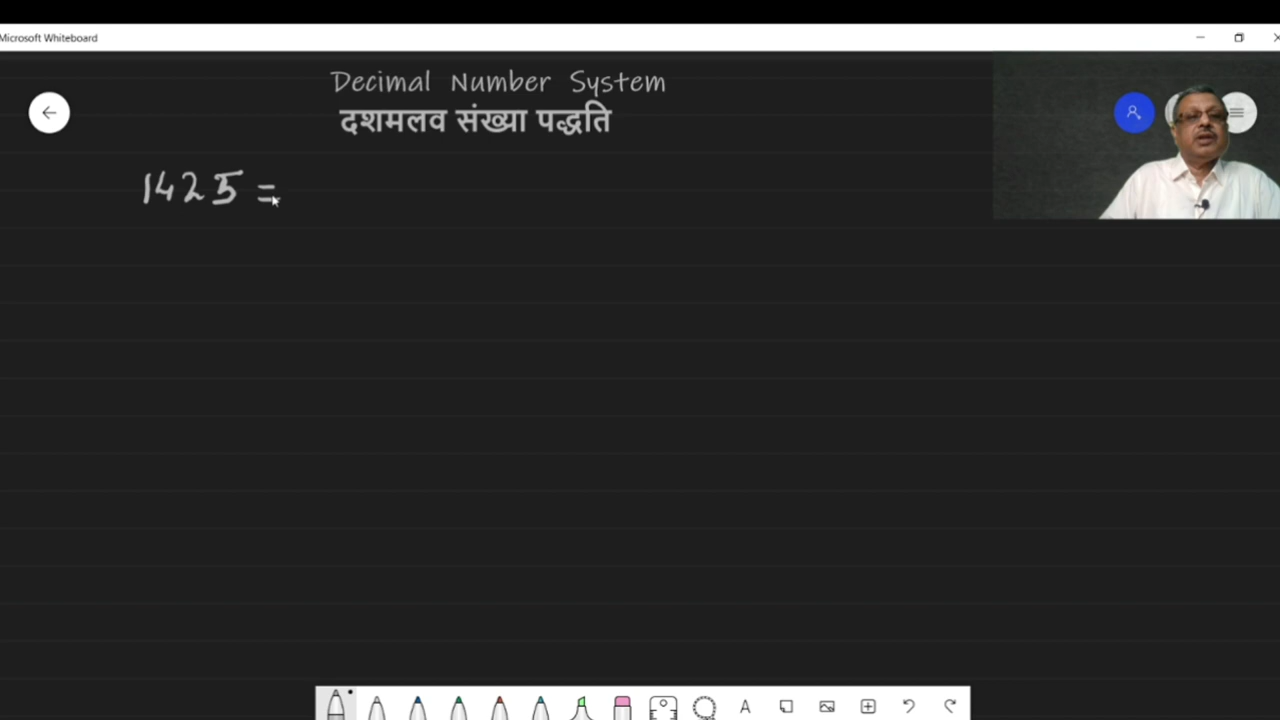 Microsoft Whiteboard
Decimal Number System
दशमलव संख्या पद्धति
1425 =
A